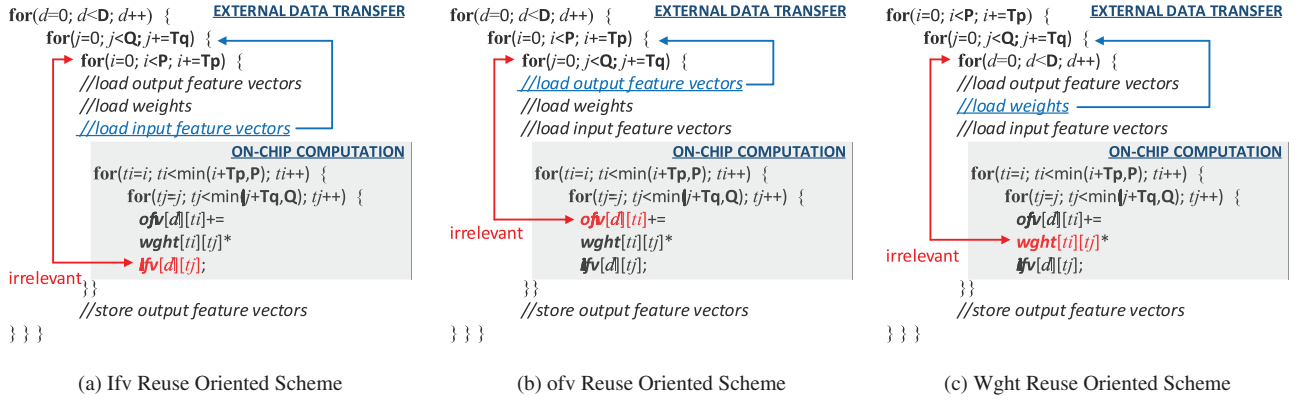 EXTERNAL DATA TRANSFER
for(d=0; d<D; d++) {
for(j=0; j<Q; j+=Tq) {
for(i=0; i<P; i+=Tp) {
//load output feature vectors
//load weights
//load input feature vectors
ON-CHIP COMPUTATION
for(ti=i; ti<min(i+Tp,P); ti++) {
for(tj=j; tj<min(j+Tq,Q); tj++) {
ofv[d][ti]+=
wght[ti][tj]*
ifv[d][tj];
irrelevant
}}
//store output feature vectors
} } }
(a) Ifv Reuse Oriented Scheme
EXTERNAL DATA TRANSFER
for(d=0; d<D; d++) {
for(i=0; i<P; i+=Tp) {
for(j=0; j<Q; j+=Tq) {
//load output feature vectors
//load weights
//load input feature vectors
ON-CHIP COMPUTATION
for(ti=i; ti<min(i+Tp,P); ti++) {
for(tj=j; tj<min(j+Tq,Q); tj++) {
ofv[d][ti]+=
irrelevant
wght[ti][tj]*
ifv[d][tj];
}}
//store output feature vectors
} } }
(b) ofv Reuse Oriented Scheme
EXTERNAL DATA TRANSFER
for(i=0; i<P; i+=Tp) {
for(j=0; j<Q; j+=Tq) {
for(d=0; d<D; d++) {
//load output feature vectors
//load weights
//load input feature vectors
ON-CHIP COMPUTATION
for(ti=i; ti<min(i+Tp,P); ti++) {
for(tj=j; tj<min(j+Tq,Q); tj++) {
ofv[d][ti]+=
wght[ti][tj]*
irrelevant
ifv[d][tj];
}}
//store output feature vectors
} } }
(c) Wght Reuse Oriented Scheme